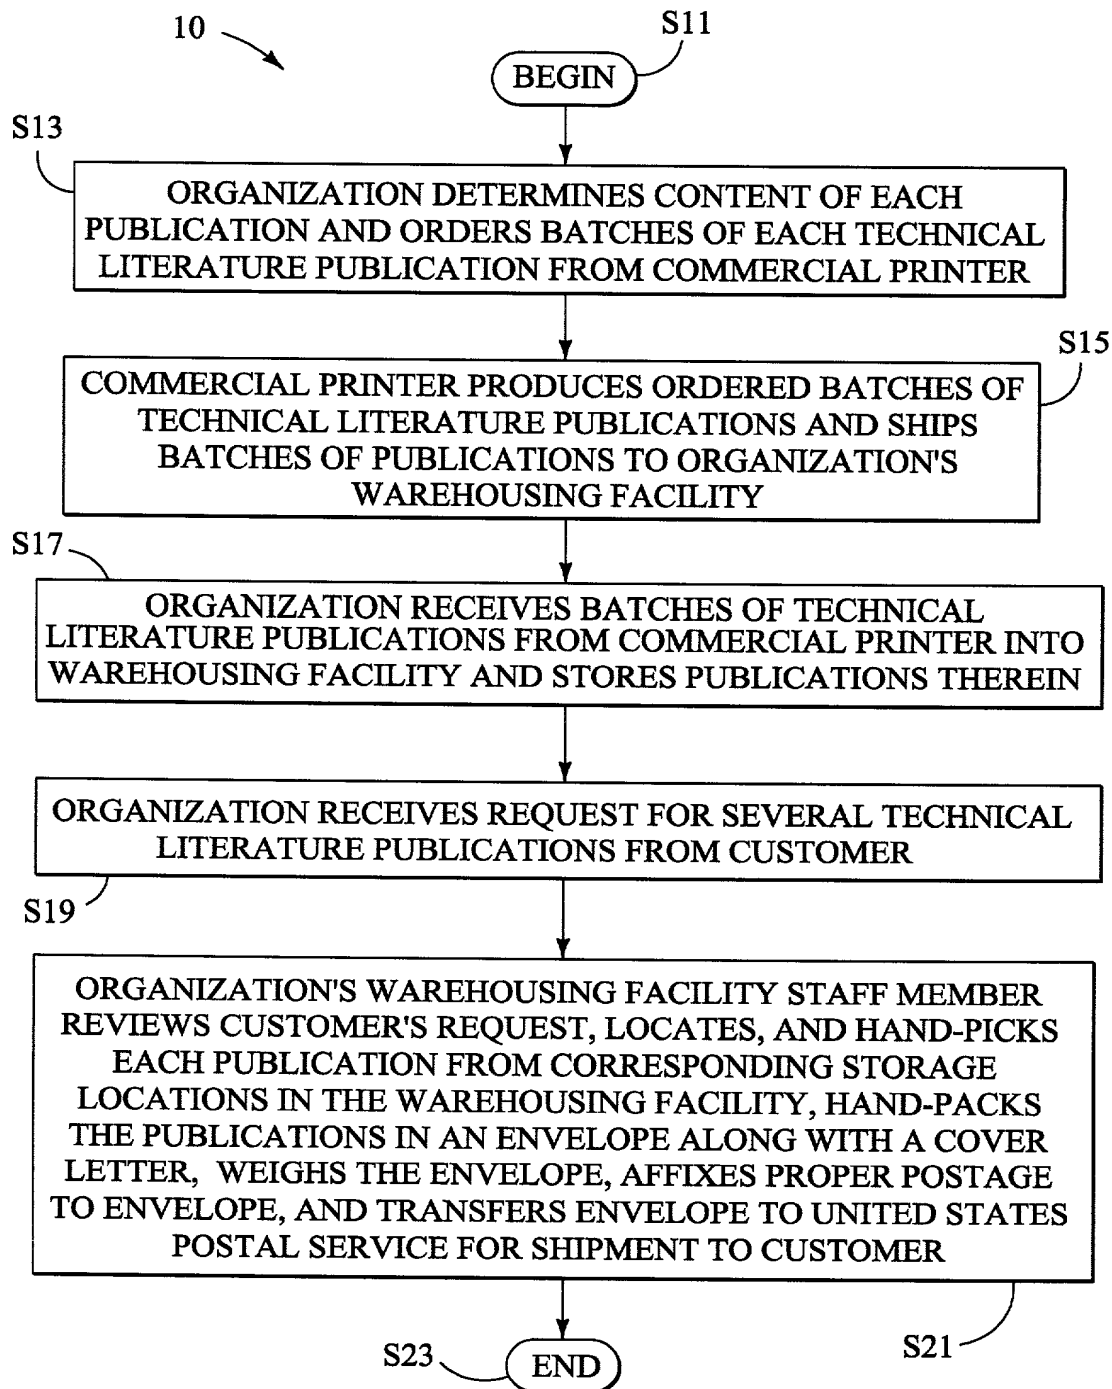 10
S11
BEGIN
S13
ORGANIZATION DETERMINES CONTENT OF EACH
PUBLICATION AND ORDERS BATCHES OF EACH TECHNICAL
LITERATURE PUBLICATION FROM COMMERCIAL PRINTER
S15
COMMERCIAL PRINTER PRODUCES ORDERED BATCHES OF
TECHNICAL LITERATURE PUBLICATIONS AND SHIPS
BATCHES OF PUBLICATIONS TO ORGANIZATION'S
WAREHOUSING FACILITY
S17
ORGANIZATION RECEIVES BATCHES OF TECHNICAL
LITERATURE PUBLICATIONS FROM COMMERCIAL PRINTER INTO
WAREHOUSING FACILITY AND STORES PUBLICATIONS THEREIN
ORGANIZATION RECEIVES REQUEST FOR SEVERAL TECHNICAL
LITERATURE PUBLICATIONS FROM CUSTOMER
S19
ORGANIZATION'S WAREHOUSING FACILITY STAFF MEMBER
REVIEWS CUSTOMER'S REQUEST, LOCATES, AND HAND-PICKS
EACH PUBLICATION FROM CORRESPONDING STORAGE
LOCATIONS IN THE WAREHOUSING FACILITY, HAND-PACKS
THE PUBLICATIONS IN AN ENVELOPE ALONG WITH A COVER
LETTER, WEIGHS THE ENVELOPE, AFFIXES PROPER POSTAGE
TO ENVELOPE, AND TRANSFERS ENVELOPE TO UNITED STATES
POSTAL SERVICE FOR SHIPMENT TO CUSTOMER
S21
S23
END